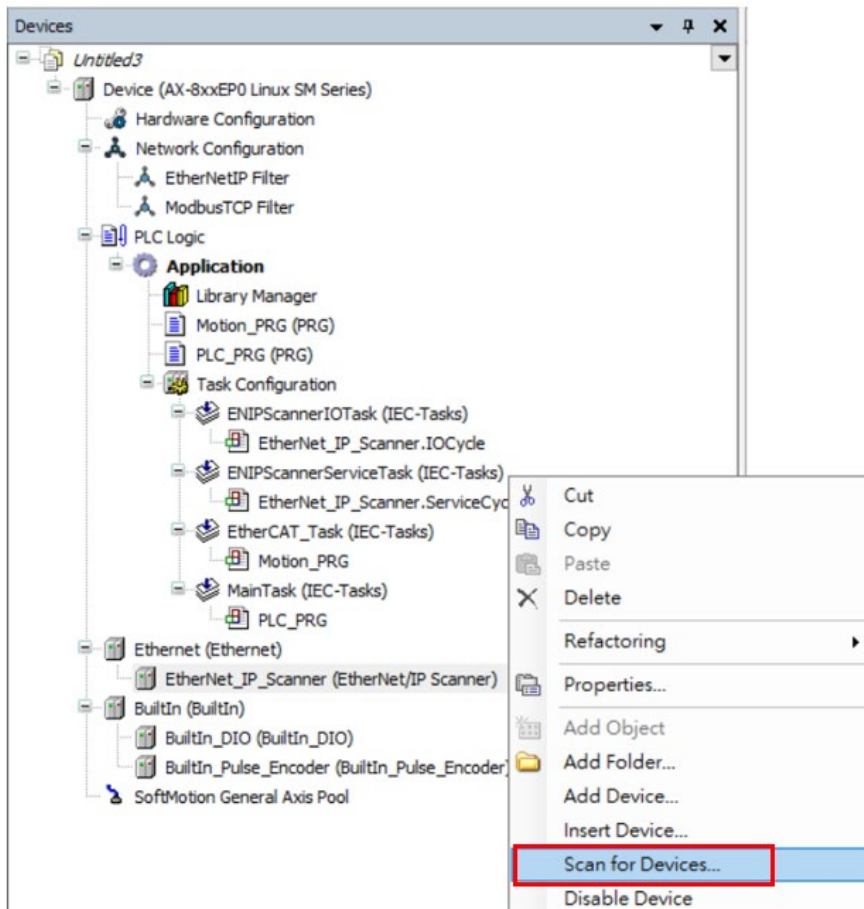 Devices
Untitled3
Device (AX-8xxEP0 Linux SM Series)
Hardware Configuration
Network Configuration
EtherNetIP Filter
ModbusTCP Filter
PLC Logic
Application
Library Manager
Motion_PRG (PRG)
PLC_PRG (PRG)
Task Configuration
ENIPScannerIOTask (IEC-Tasks)
EtherNet_IP_Scanner.IOCycle
ENIPScannerServiceTask (IEC-Tasks)
EtherNet_IP_Scanner.ServiceCyc
EtherCAT_Task (IEC-Tasks)
Motion_PRG
MainTask (IEC-Tasks)
PLC_PRG
Ethernet (Ethernet)
EtherNet_IP_Scanner (EtherNet/IP Scanner)
BuiltIn (BuiltIn)
BuiltIn_DIO (BuiltIn_DIO)
BuiltIn_Pulse_Encoder (BuiltIn_Pulse_Encoder)
SoftMotion General Axis Pool
Cut
Copy
Paste
Delete
Refactoring
Properties...
Add Object
Add Folder...
Add Device...
Insert Device...
Scan for Devices...
Disable Device